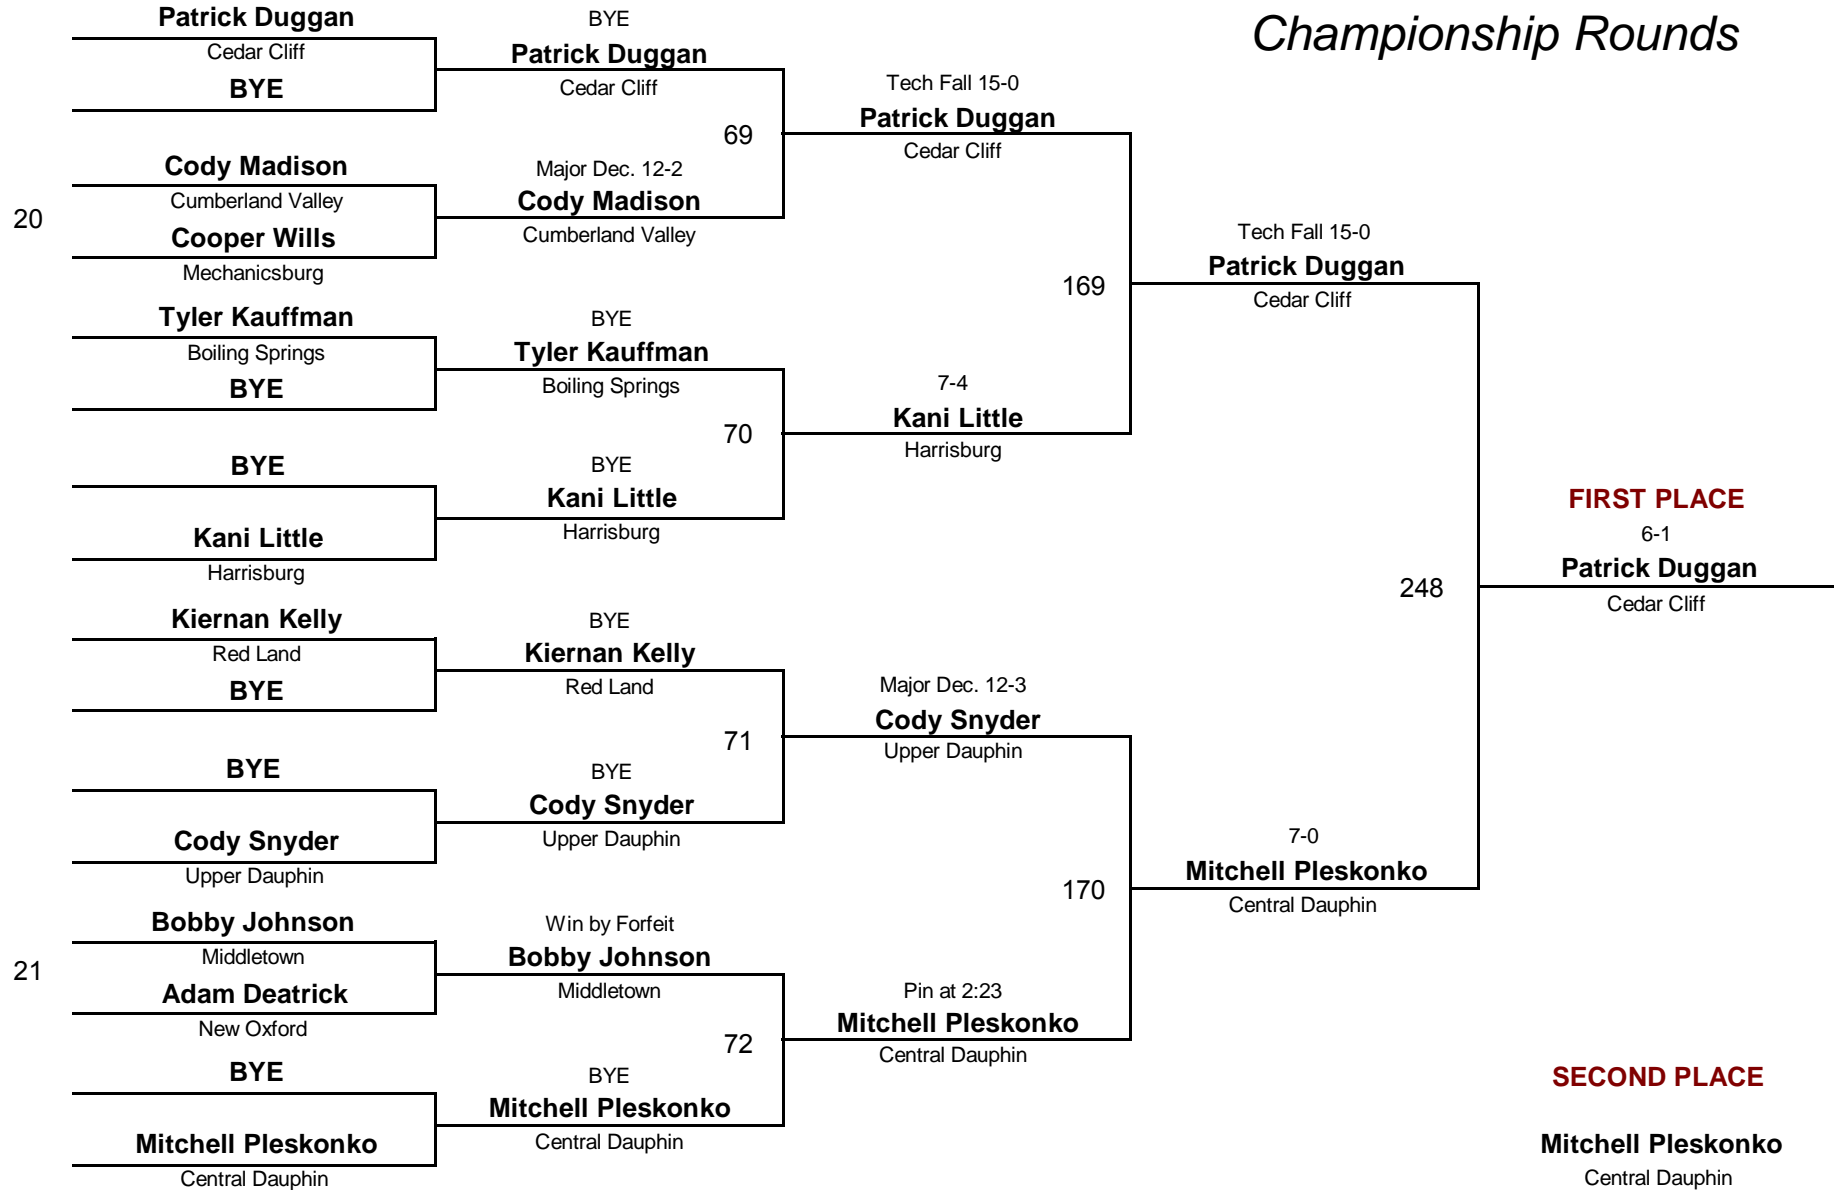 Championship Rounds
Patrick Duggan
Cedar Cliff
BYE
20
Cody Madison
Cumberland Valley
Cooper Wills
Mechanicsburg
Tyler Kauffman
Boiling Springs
BYE
BYE
Kani Little
Harrisburg
Kiernan Kelly
Red Land
BYE
BYE
Cody Snyder
Upper Dauphin
21
Bobby Johnson
Middletown
Adam Deatrick
New Oxford
BYE
Mitchell Pleskonko
Central Dauphin
BYE
Patrick Duggan
Cedar Cliff
69
Major Dec. 12-2
Cody Madison
Cumberland Valley
BYE
Tyler Kauffman
Boiling Springs
70
BYE
Kani Little
Harrisburg
BYE
Kiernan Kelly
Red Land
71
BYE
Cody Snyder
Upper Dauphin
Win by Forfeit
Bobby Johnson
Middletown
72
BYE
Mitchell Pleskonko
Central Dauphin
Tech Fall 15-0
Patrick Duggan
Cedar Cliff
169
7-4
Kani Little
Harrisburg
Major Dec. 12-3
Cody Snyder
Upper Dauphin
170
Pin at 2:23
Mitchell Pleskonko
Central Dauphin
Tech Fall 15-0
Patrick Duggan
Cedar Cliff
248
7-0
Mitchell Pleskonko
Central Dauphin
FIRST PLACE
6-1
Patrick Duggan
Cedar Cliff
SECOND PLACE
Mitchell Pleskonko
Central Dauphin